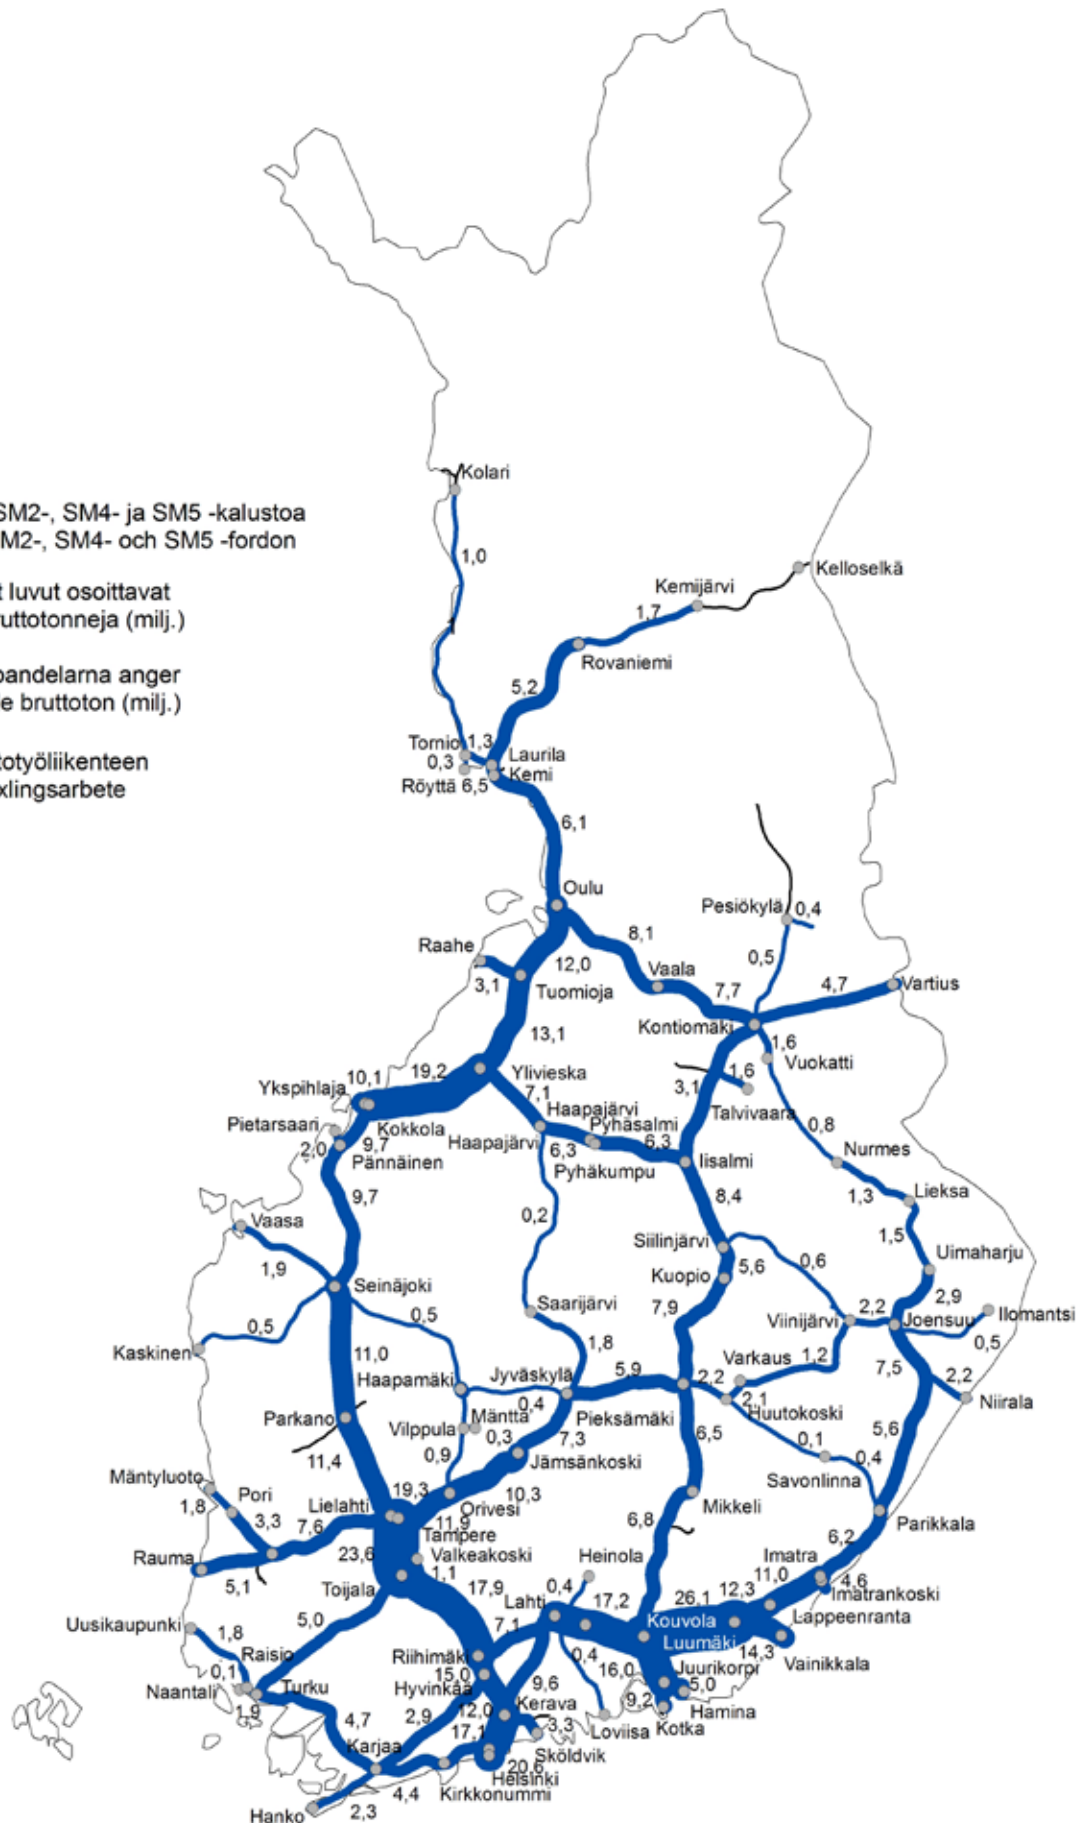 Kolari
SM2-, SM4- ja SM5 -kalustoa
M2-, SM4- och SM5 -fordon
1,0
Kelloselkä
t luvut osoittavat
Kemijärvi
ruttotonneja (milj.)
1,7
Rovaniemi
bandelarna anger
5,2
le bruttoton (milj.)
Tornio
1,3
Laurila
totyöliikenteen
0,3
Kemi
xlingsarbete
Röyttä
6,5
6,1
Oulu
Pesiökylä
0,4
8,1
Raahe
0,5
12,0
Vaala
3,1
Tuomioja
7,7
4,7
Vartius
Kontiomäki
13,1
1,6
Vuokatti
19,2
Ylivieska
1,6
10,1
Ykspihlaja
7,1
3,1
Talvivaara
Haapajärvi
Pietarsaari
Kokkola
0,8
2,0
9,7
Haapajärvi
Pyhäsalmi
6,3
Pännäinen
6,3
Pyhäkumpu
Iisalmi
Nurmes
9,7
8,4
1,3
Lieksa
0,2
Vaasa
1,5
Siilinjärvi
0,6
Uimaharju
1,9
Kuopio
5,6
Seinäjoki
2,9
7,9
Saarijärvi
2,2
Ilomantsi
0,5
Viinijärvi
Joensuu
0,5
0,5
Kaskinen
1,8
1,2
11,0
5,9
Varkaus
7,5
Haapamäki
Jyväskylä
2,2
2,2
0,4
2,1
Niirala
Parkano
Mänttä
Pieksämäki
Huutokoski
Vilppula
0,3
7,3
6,5
5,6
11,4
0,9
Jämsänkoski
0,1
0,4
Mäntyluoto
Savonlinna
19,3
10,3
Mikkeli
Pori
1,8
Lielahti
Orivesi
Parikkala
3,3
7,6
11,9
6,8
6,2
Tampere
Rauma
23,6
Valkeakoski
Heinola
Imatra
5,1
1,1
11,0
4,6
Toijala
17,9
0,4
17,2
26,1
12,3
Imatrankoski
Uusikaupunki
5,0
7,1
Lahti
Kouvola
Lappeenranta
1,8
Luumäki
14,3
Raisio
Riihimäki
0,4
16,0
Juurikorpi
Vainikkala
0,1
15,0
Naantali
Turku
Hyvinkää
9,6
5,0
1,9
2,9
12,0
Kerava
9,2
Hamina
4,7
3,3
Loviisa
Kotka
17,1
Karjaa
Sköldvik
20,6
4,4
Helsinki
Kirkkonummi
Hanko
2,3